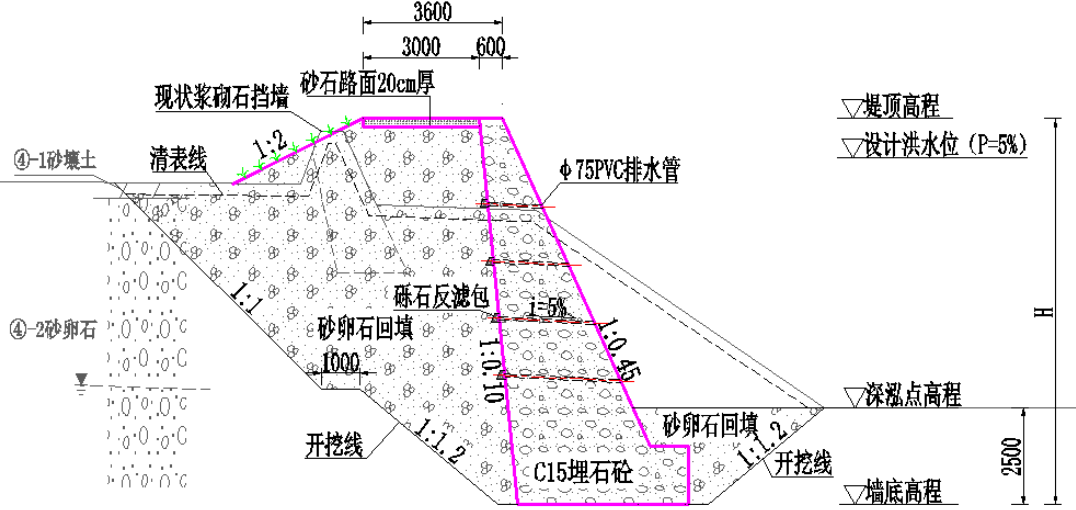 3600
3000
600
砂石路面20cm厚
现状浆砌石挡墙
堤顶高程
1:2
设计洪水位（P=5%）
④-1砂壤土
清表线
φ75PVC排水管
砾石反滤包
i=5%
1:1
④-2砂卵石
砂卵石回填
1:0.10
1:0.45
H
1000
深泓点高程
砂卵石回填
开挖线
1:1.2
1:1.2
开挖线
2500
C15埋石砼
墙底高程